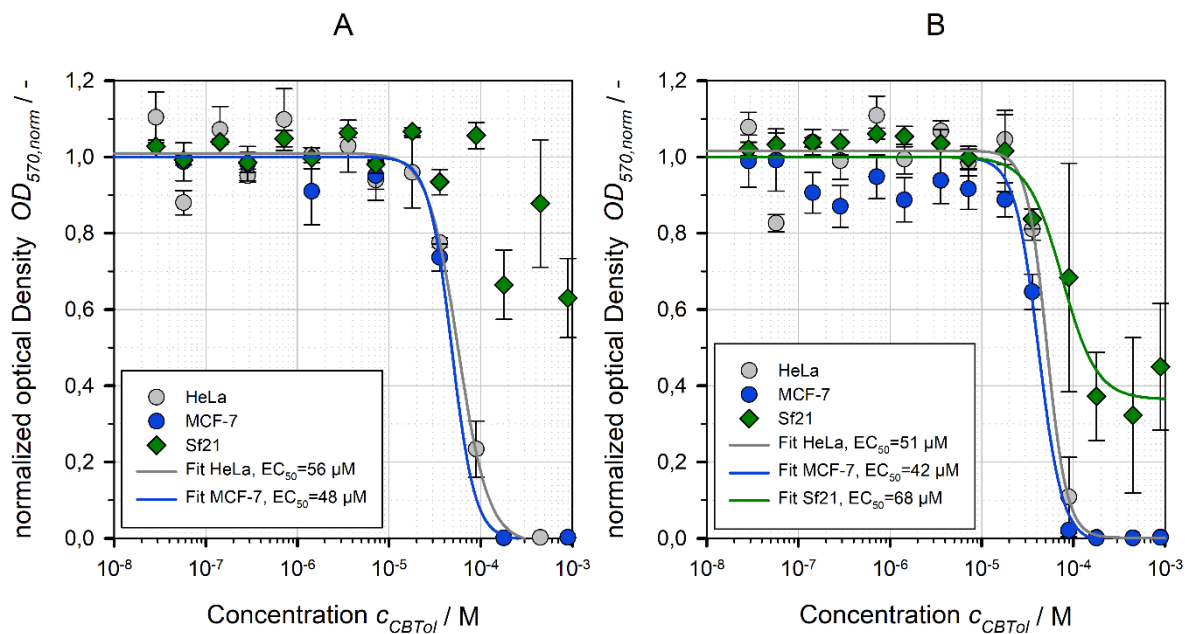 A
normalized optical Density OD570,norm / -
1,2
1,0
0,8
0,6
0,4
0,2
0,0
HeLa
MCF-7
Sf21
Fit HeLa, EC50=56 µM
Fit MCF-7, EC50=48 µM
10-8 10-7 10-6 10-5 10-4 10-3
Concentration cCBTol / M
B
normalized optical Density OD570,norm / -
1,2
1,0
0,8
0,6
0,4
0,2
0,0
HeLa
MCF-7
Sf21
Fit HeLa, EC50=51 µM
Fit MCF-7, EC50=42 µM
Fit Sf21, EC50=68 µM
10-8 10-7 10-6 10-5 10-4 10-3
Concentration cCBTol / M